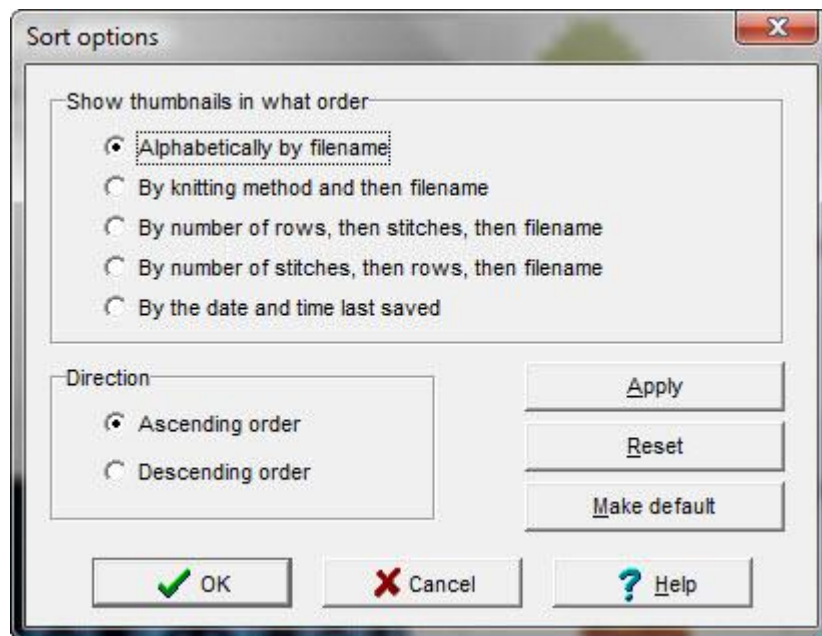 Sort options
Show thumbnails in what order
Alphabetically by filename
By knitting method and then filename
By number of rows, then stitches, then filename
By number of stitches, then rows, then filename
By the date and time last saved
Direction
Ascending order
Descending order
Apply
Reset
Make default
OK
Cancel
Help